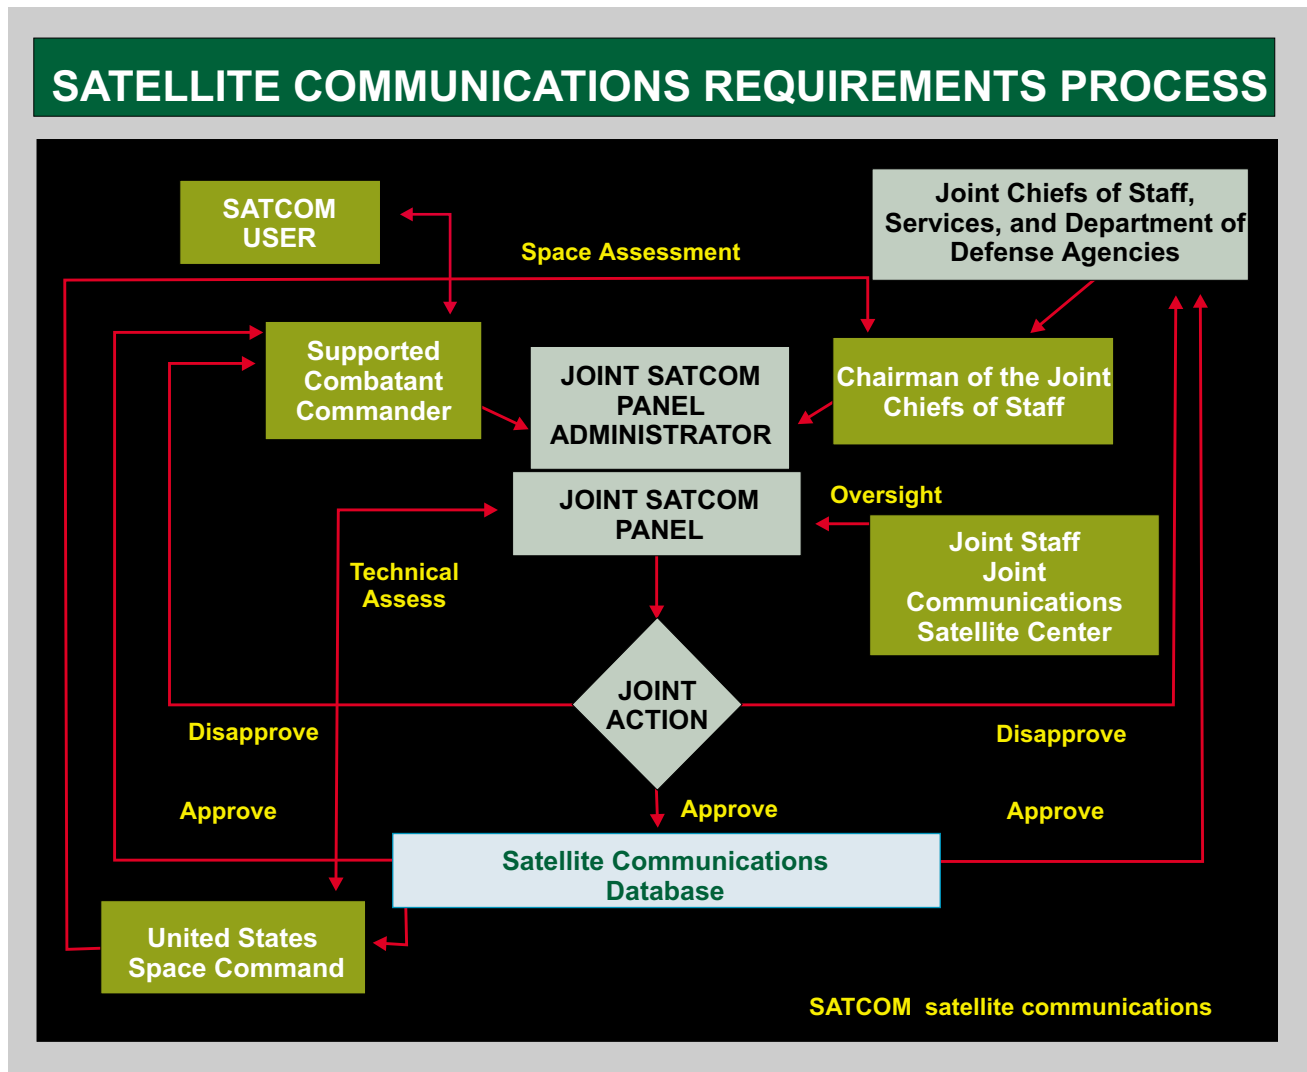 SATELLITE COMMUNICATIONS REQUIREMENTS PROCESS
SATCOM
USER
Joint Chiefs of Staff,
Services, and Department of
Defense Agencies
Space Assessment
Supported
Combatant
Commander
JOINT SATCOM
PANEL
ADMINISTRATOR
Chairman of the Joint
Chiefs of Staff
JOINT SATCOM
PANEL
Oversight
Joint Staff
Joint
Communications
Satellite Center
Technical
Assess
JOINT
ACTION
Disapprove
Disapprove
Approve
Approve
Approve
Satellite Communications
Database
United States
Space Command
SATCOM satellite communications